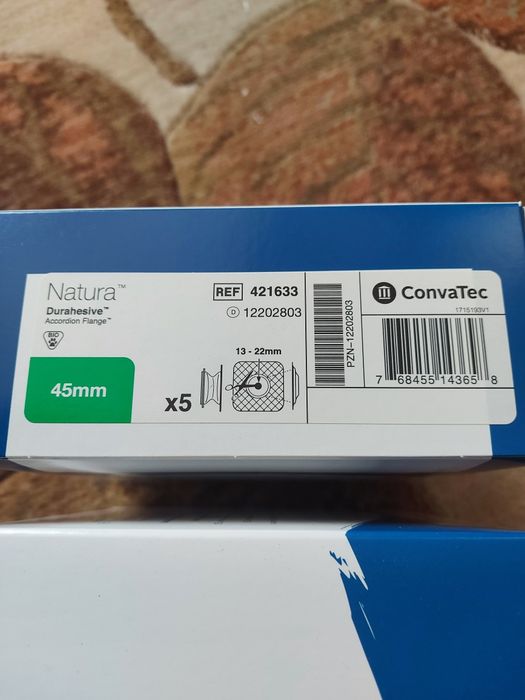 Natura™
Durahesive™
Accordion Flange™
BIO
45mm
REF 421633
D 12202803
13 - 22mm
x5
PZN-12202803
ConvaTec
1715193V1
7 68455 14365 8